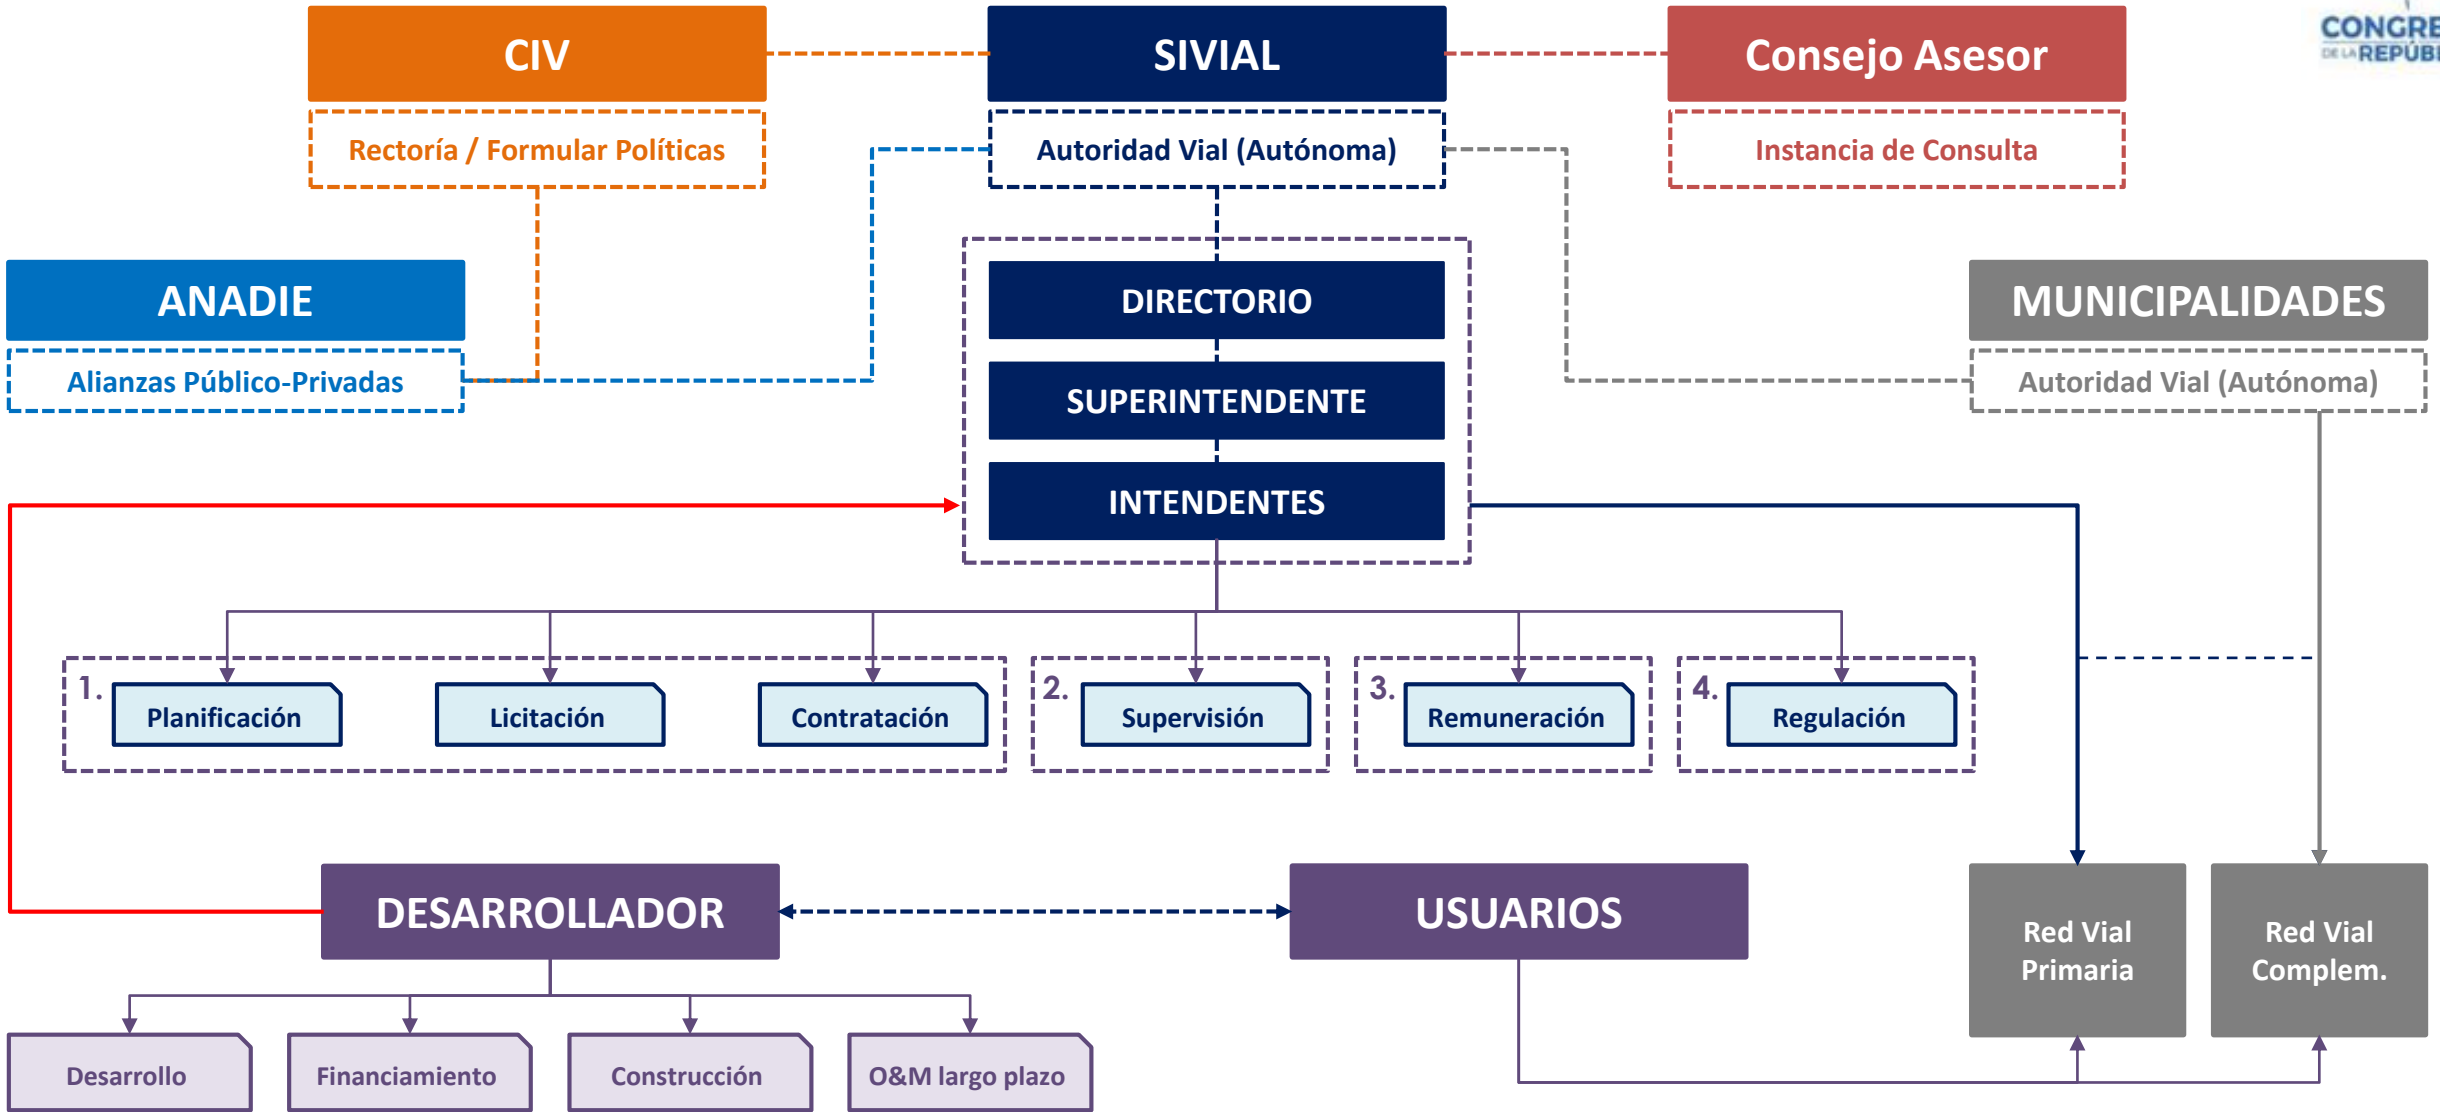 CIV
SIVIAL
Consejo Asesor
DE LA
Rectoría / Formular Políticas
Autoridad Vial (Autónoma)
Instancia de Consulta
ANADIE
DIRECTORIO
MUNICIPALIDADES
Alianzas Público-Privadas
SUPERINTENDENTE
Autoridad Vial (Autónoma)
INTENDENTES
1.
Planificación
Licitación
Contratación
2.
Supervisión
3.
Remuneración
4.
Regulación
DESARROLLADOR
USUARIOS
Red Vial
Primaria
Red Vial
Complem.
Desarrollo
Financiamiento
Construcción
O&M largo plazo